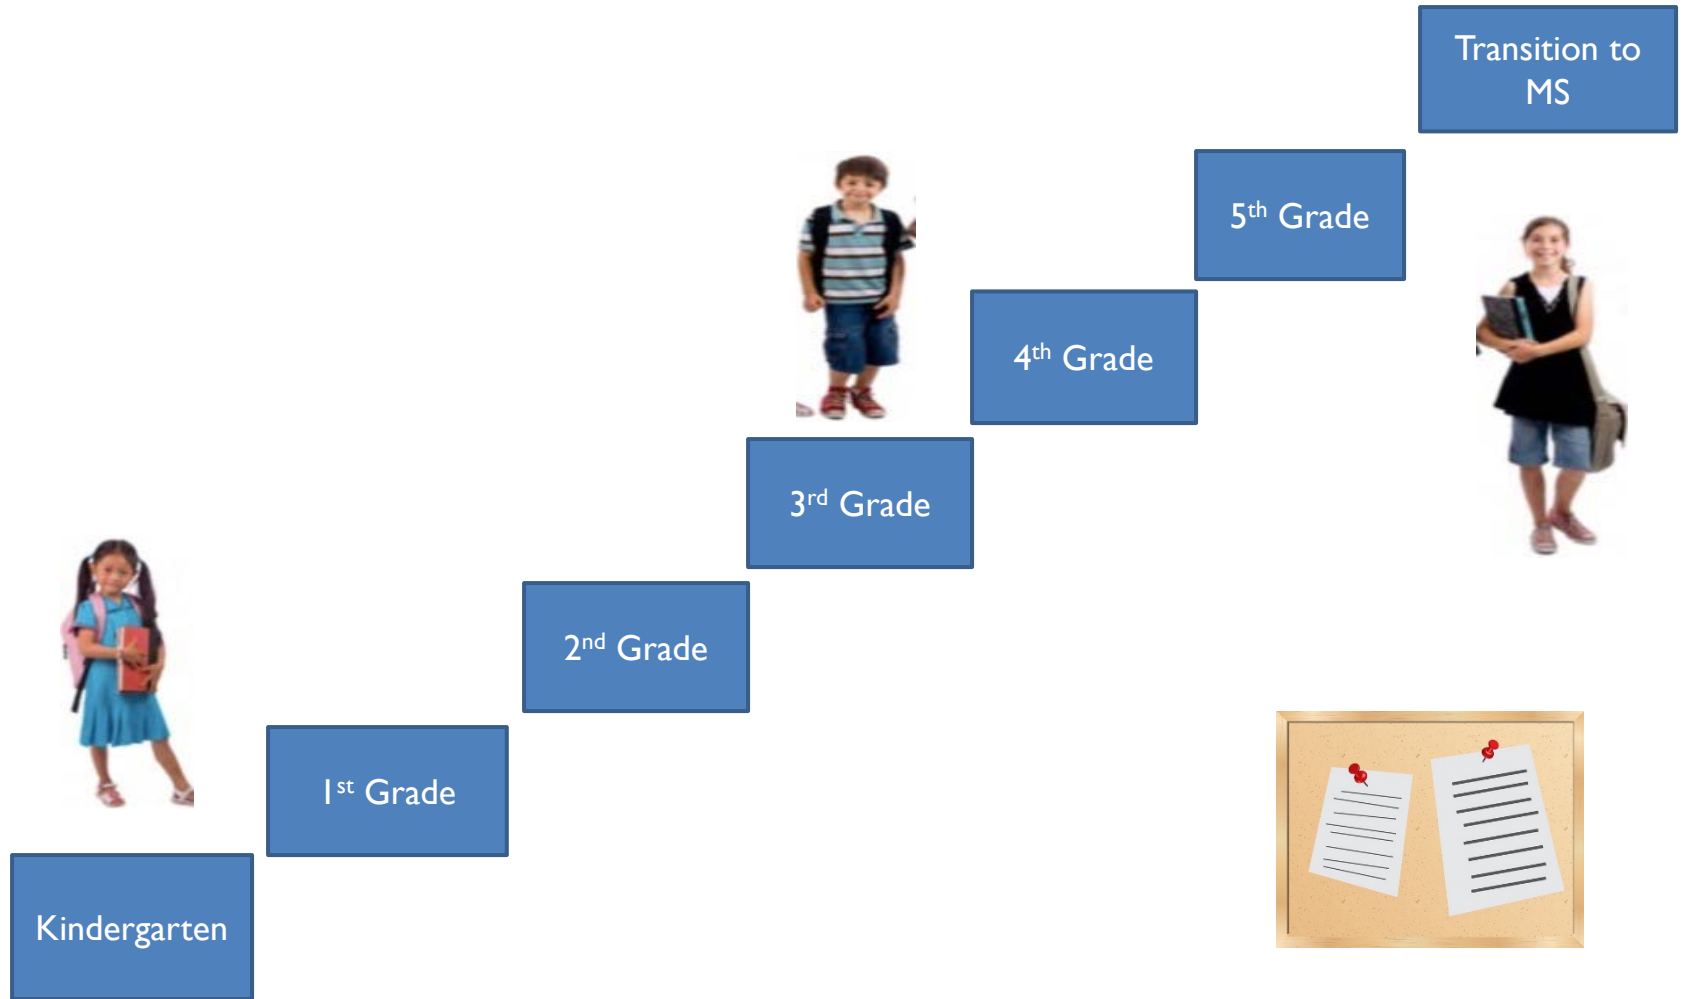 Transition to
MS
5th Grade
4th Grade
3rd Grade
2nd Grade
1st Grade
Kindergarten